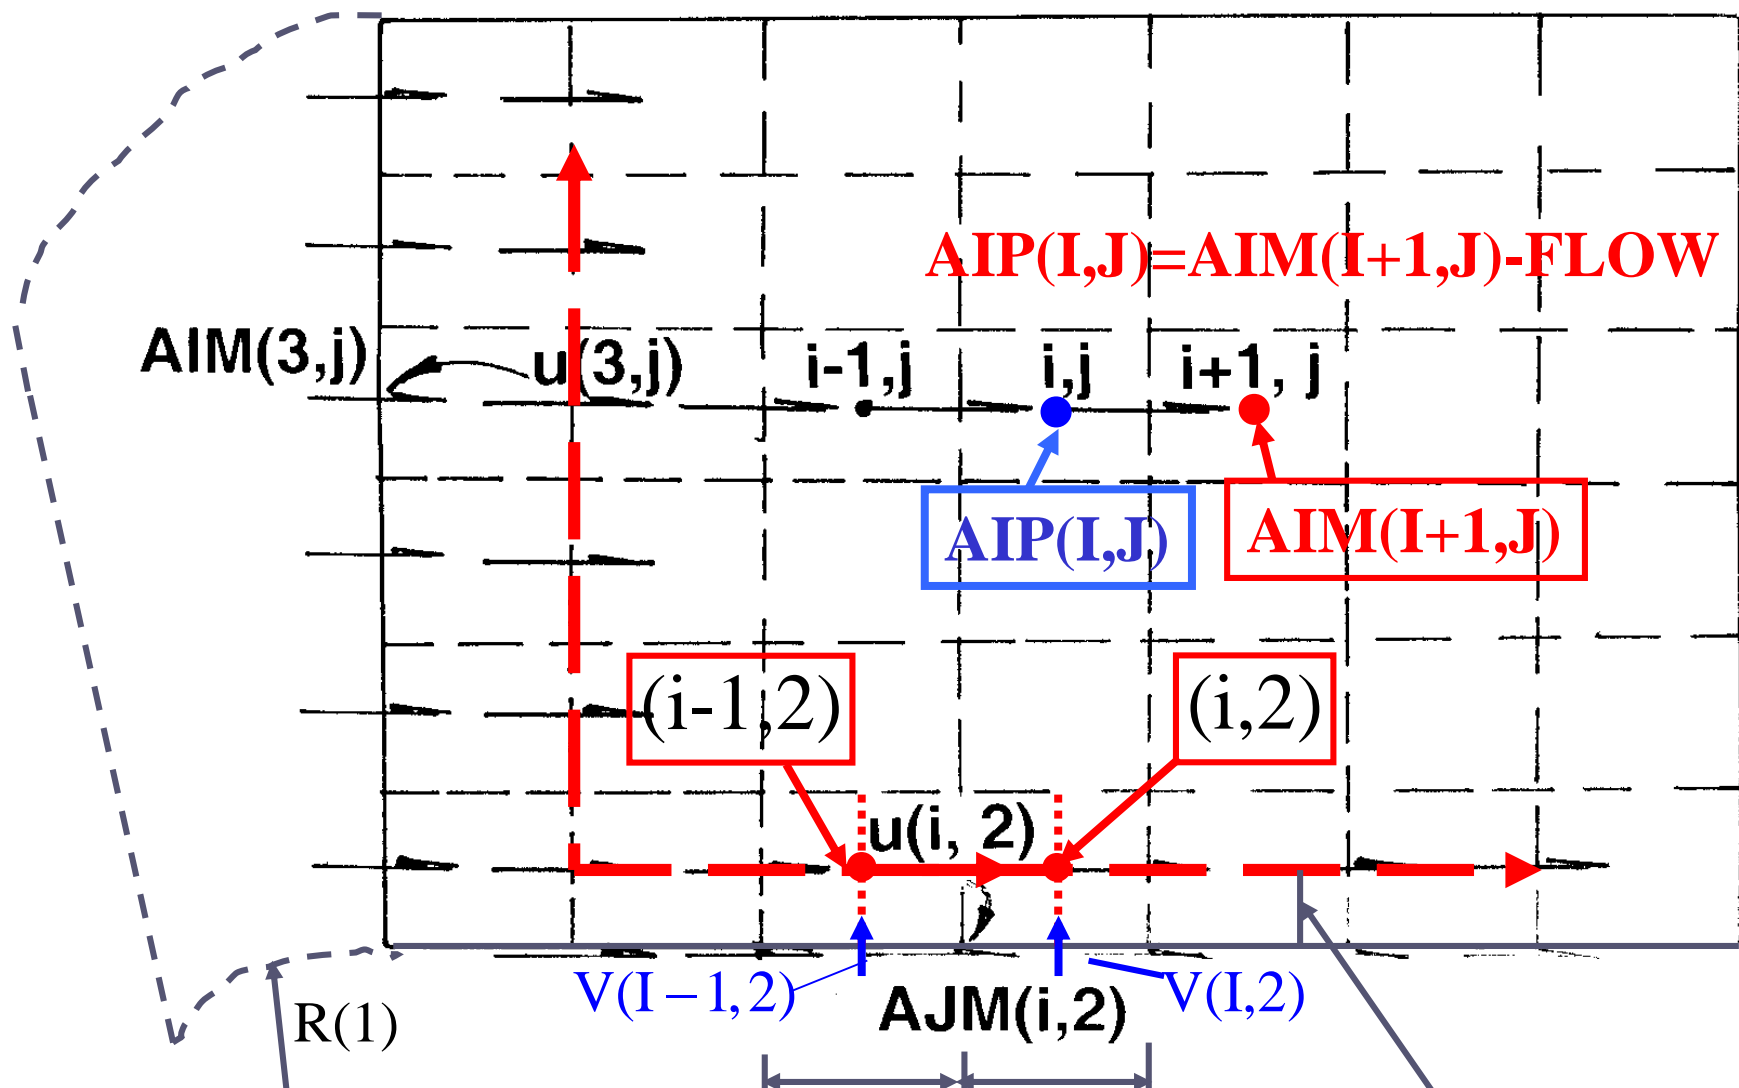 AIP(I,J)=AIM(I+1,J)-FLOW
AIM(3,j)
u(3,j)
i-1,j
i,j
i+1, j
AIP(I,J)
AIM(I+1,J)
(i-1,2)
(i,2)
u(i, 2)
V(I−1,2)
V(I,2)
R(1)
AJM(i,2)